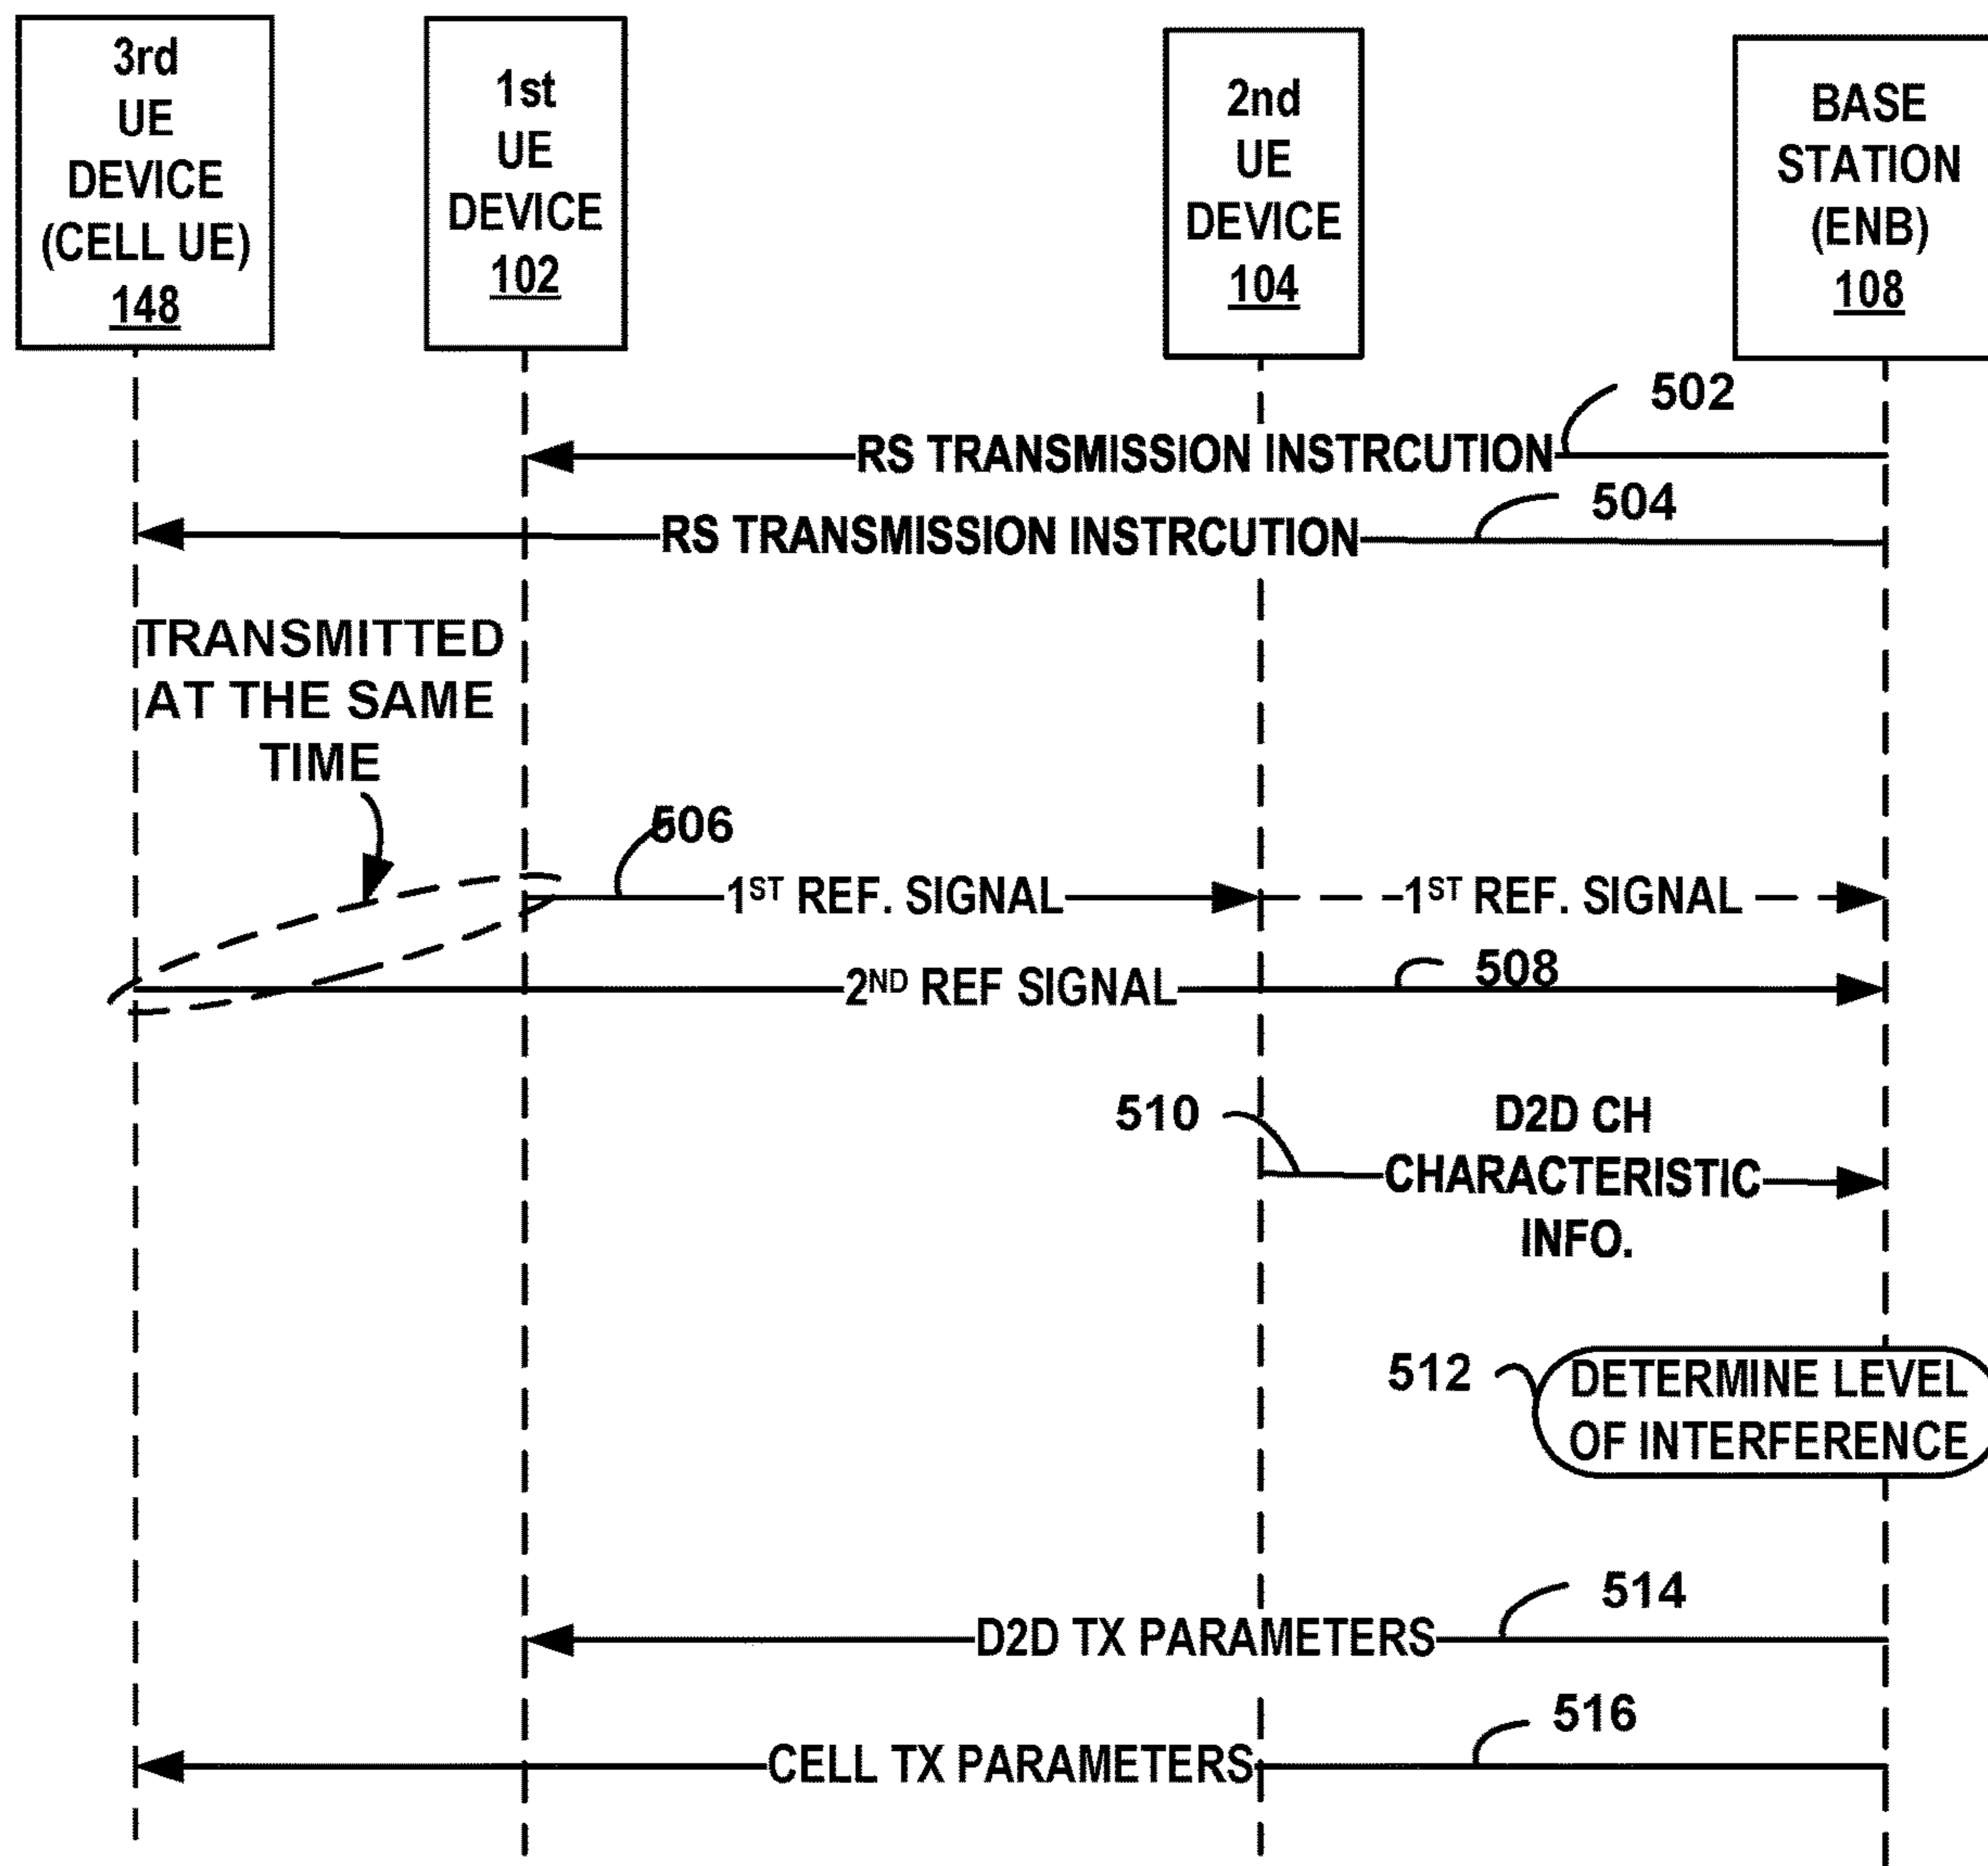 3rd
UE
DEVICE
(CELL UE)
148
1st
UE
DEVICE
102
2nd
UE
DEVICE
104
BASE
STATION
(ENB)
108
502
RS TRANSMISSION INSTRCUTION
504
RS TRANSMISSION INSTRCUTION
TRANSMITTED
AT THE SAME
TIME
506
1ST REF. SIGNAL
1ST REF. SIGNAL
508
2ND REF SIGNAL
510
D2D CH
CHARACTERISTIC
INFO.
512
DETERMINE LEVEL
OF INTERFERENCE
514
D2D TX PARAMETERS
516
CELL TX PARAMETERS